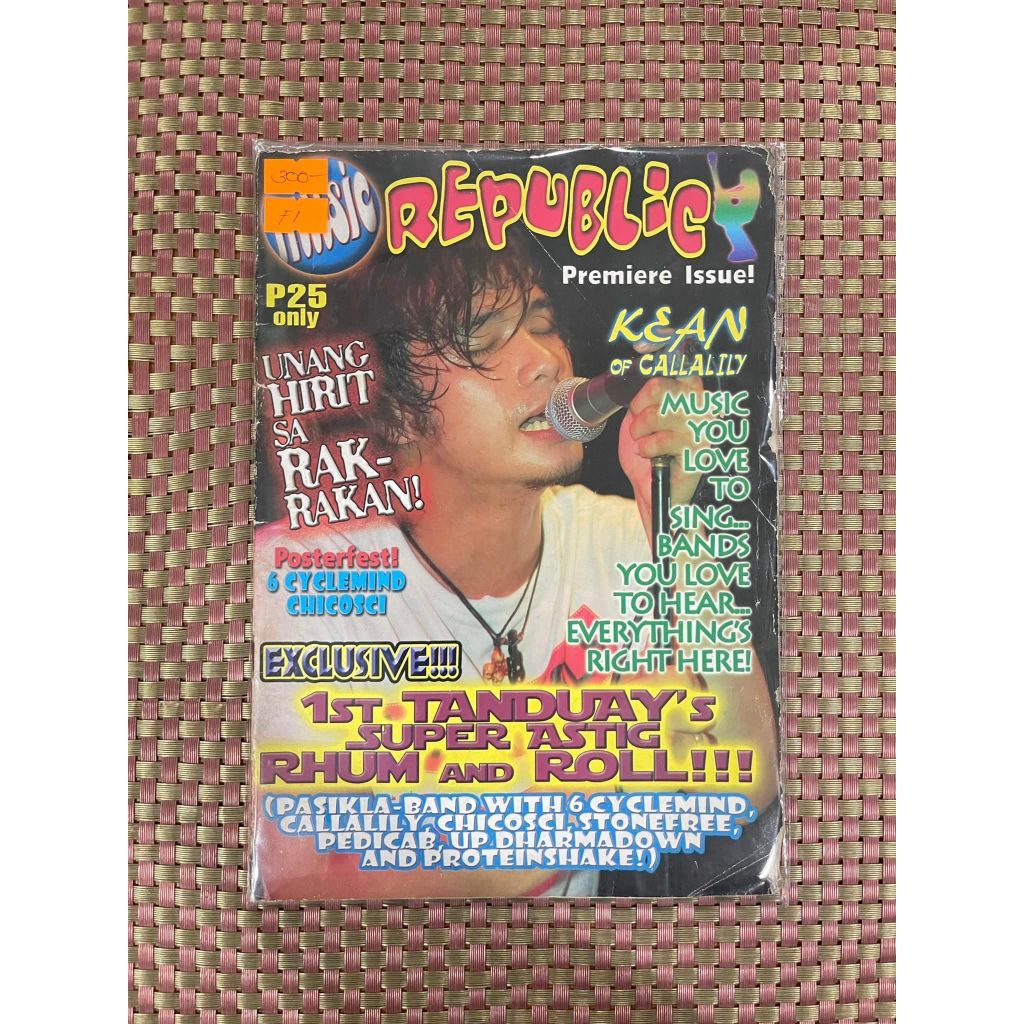 300-
F1
music
REPUBLIC
Premiere Issue!
P25
only
KEAN
OF CALLALILY
UNANG
HIRIT
SA
RAK-
RAKAN!
MUSIC
YOU
LOVE
TO
SING...
BANDS
YOU LOVE
TO HEAR...
EVERYTHING'S
RIGHT HERE!
Posterfest!
6 CYCLEMIND
CHICOSCI
EXCLUSIVE!!!
1ST TANDUAY's
SUPER ASTIG
RHUM AND ROLL!!!
(PASIKLA-BAND WITH 6 CYCLEMIND,
CALLALILY, CHICOSCI, STONEFREE,
PEDICAB, UP DHARMADOWN
AND PROTEINSHAKE!)